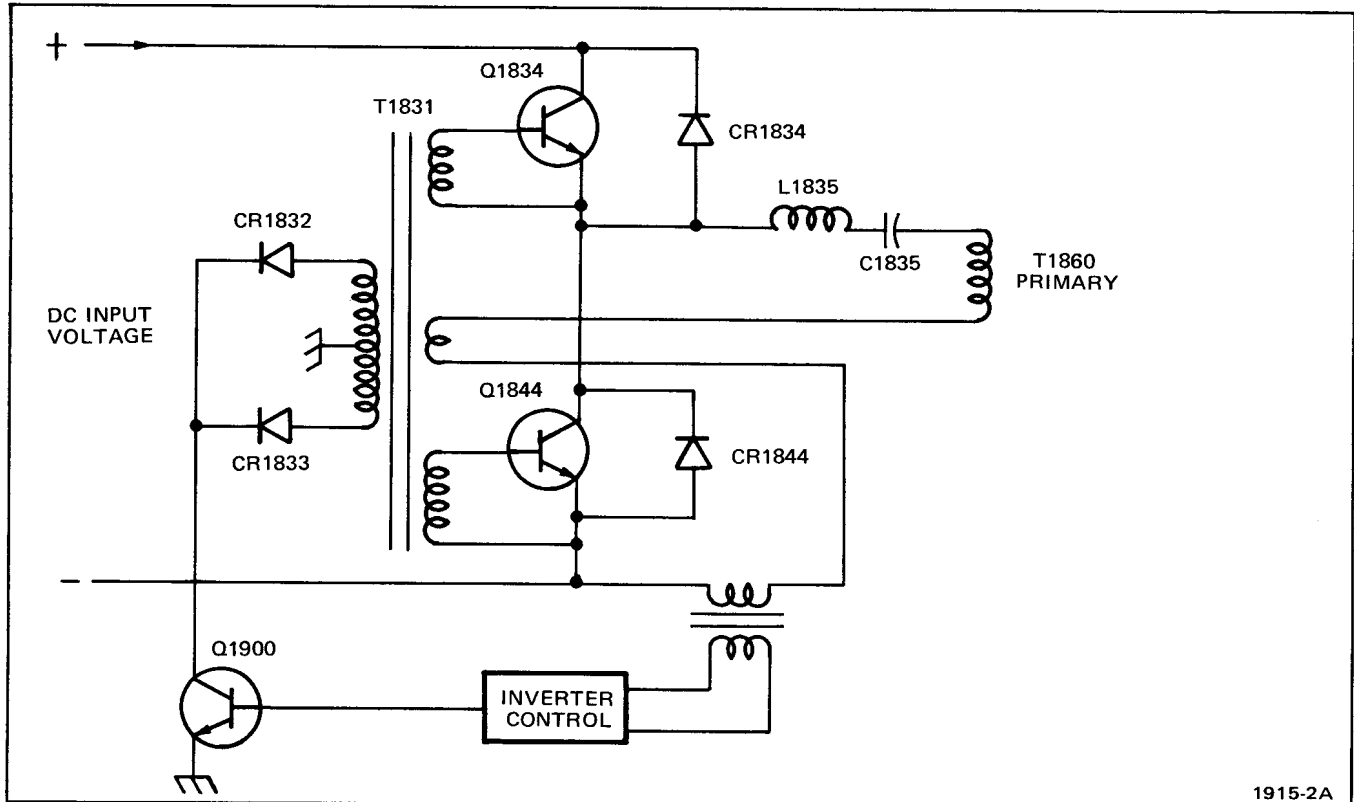 +
Q1834
T1831
CR1834
L1835
CR1832
C1835
T1860
PRIMARY
DC INPUT
VOLTAGE
Q1844
CR1833
CR1844
–
Q1900
INVERTER
CONTROL
1915-2A